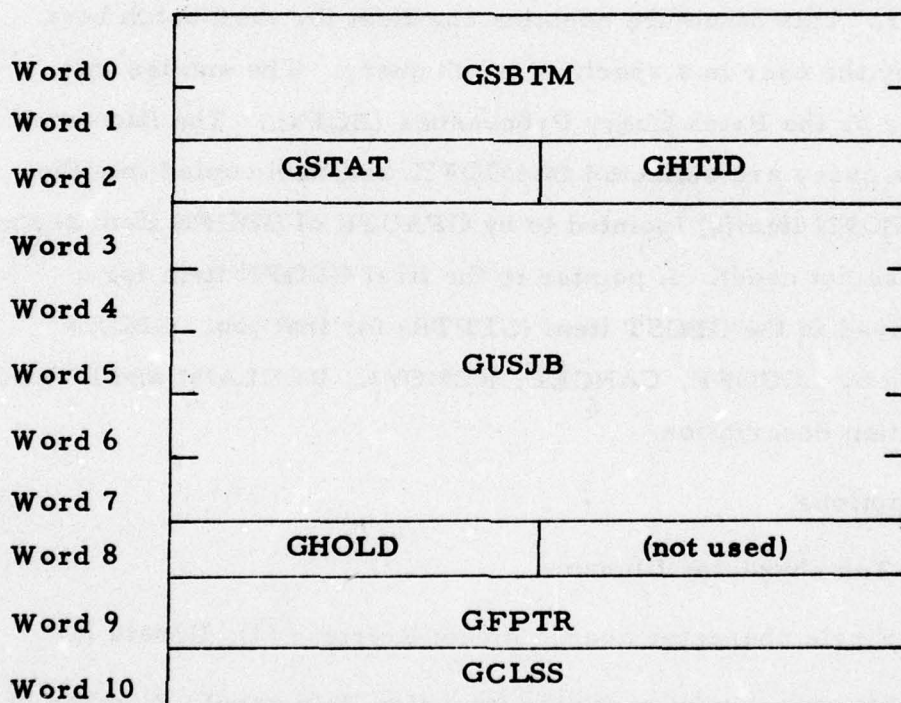 Word 0 GSBTM
Word 1
Word 2 GSTAT GHTID
Word 3
Word 4
Word 5 GUSJB
Word 6
Word 7
Word 8 GHOLD (not used)
Word 9 GFPTR
Word 10 GCLSS